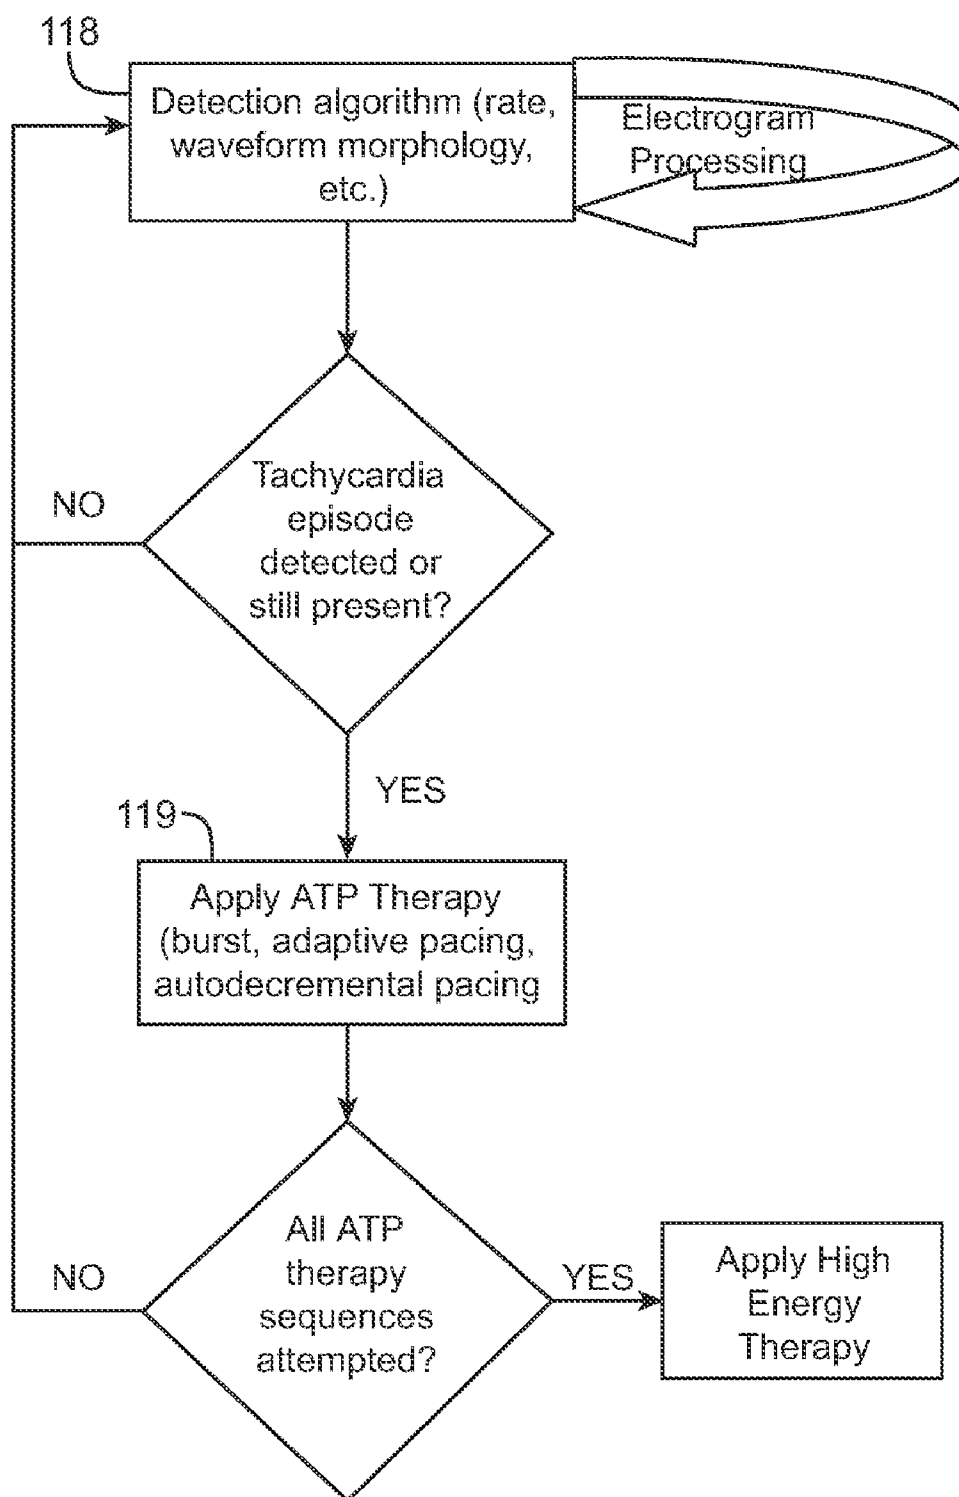 118
Detection algorithm (rate,
waveform morphology,
etc.)
Electrogram
Processing
Tachycardia
episode
detected or
still present?
NO
YES
119
Apply ATP Therapy
(burst, adaptive pacing,
autodecremental pacing
All ATP
therapy
sequences
attempted?
NO
YES
Apply High
Energy
Therapy